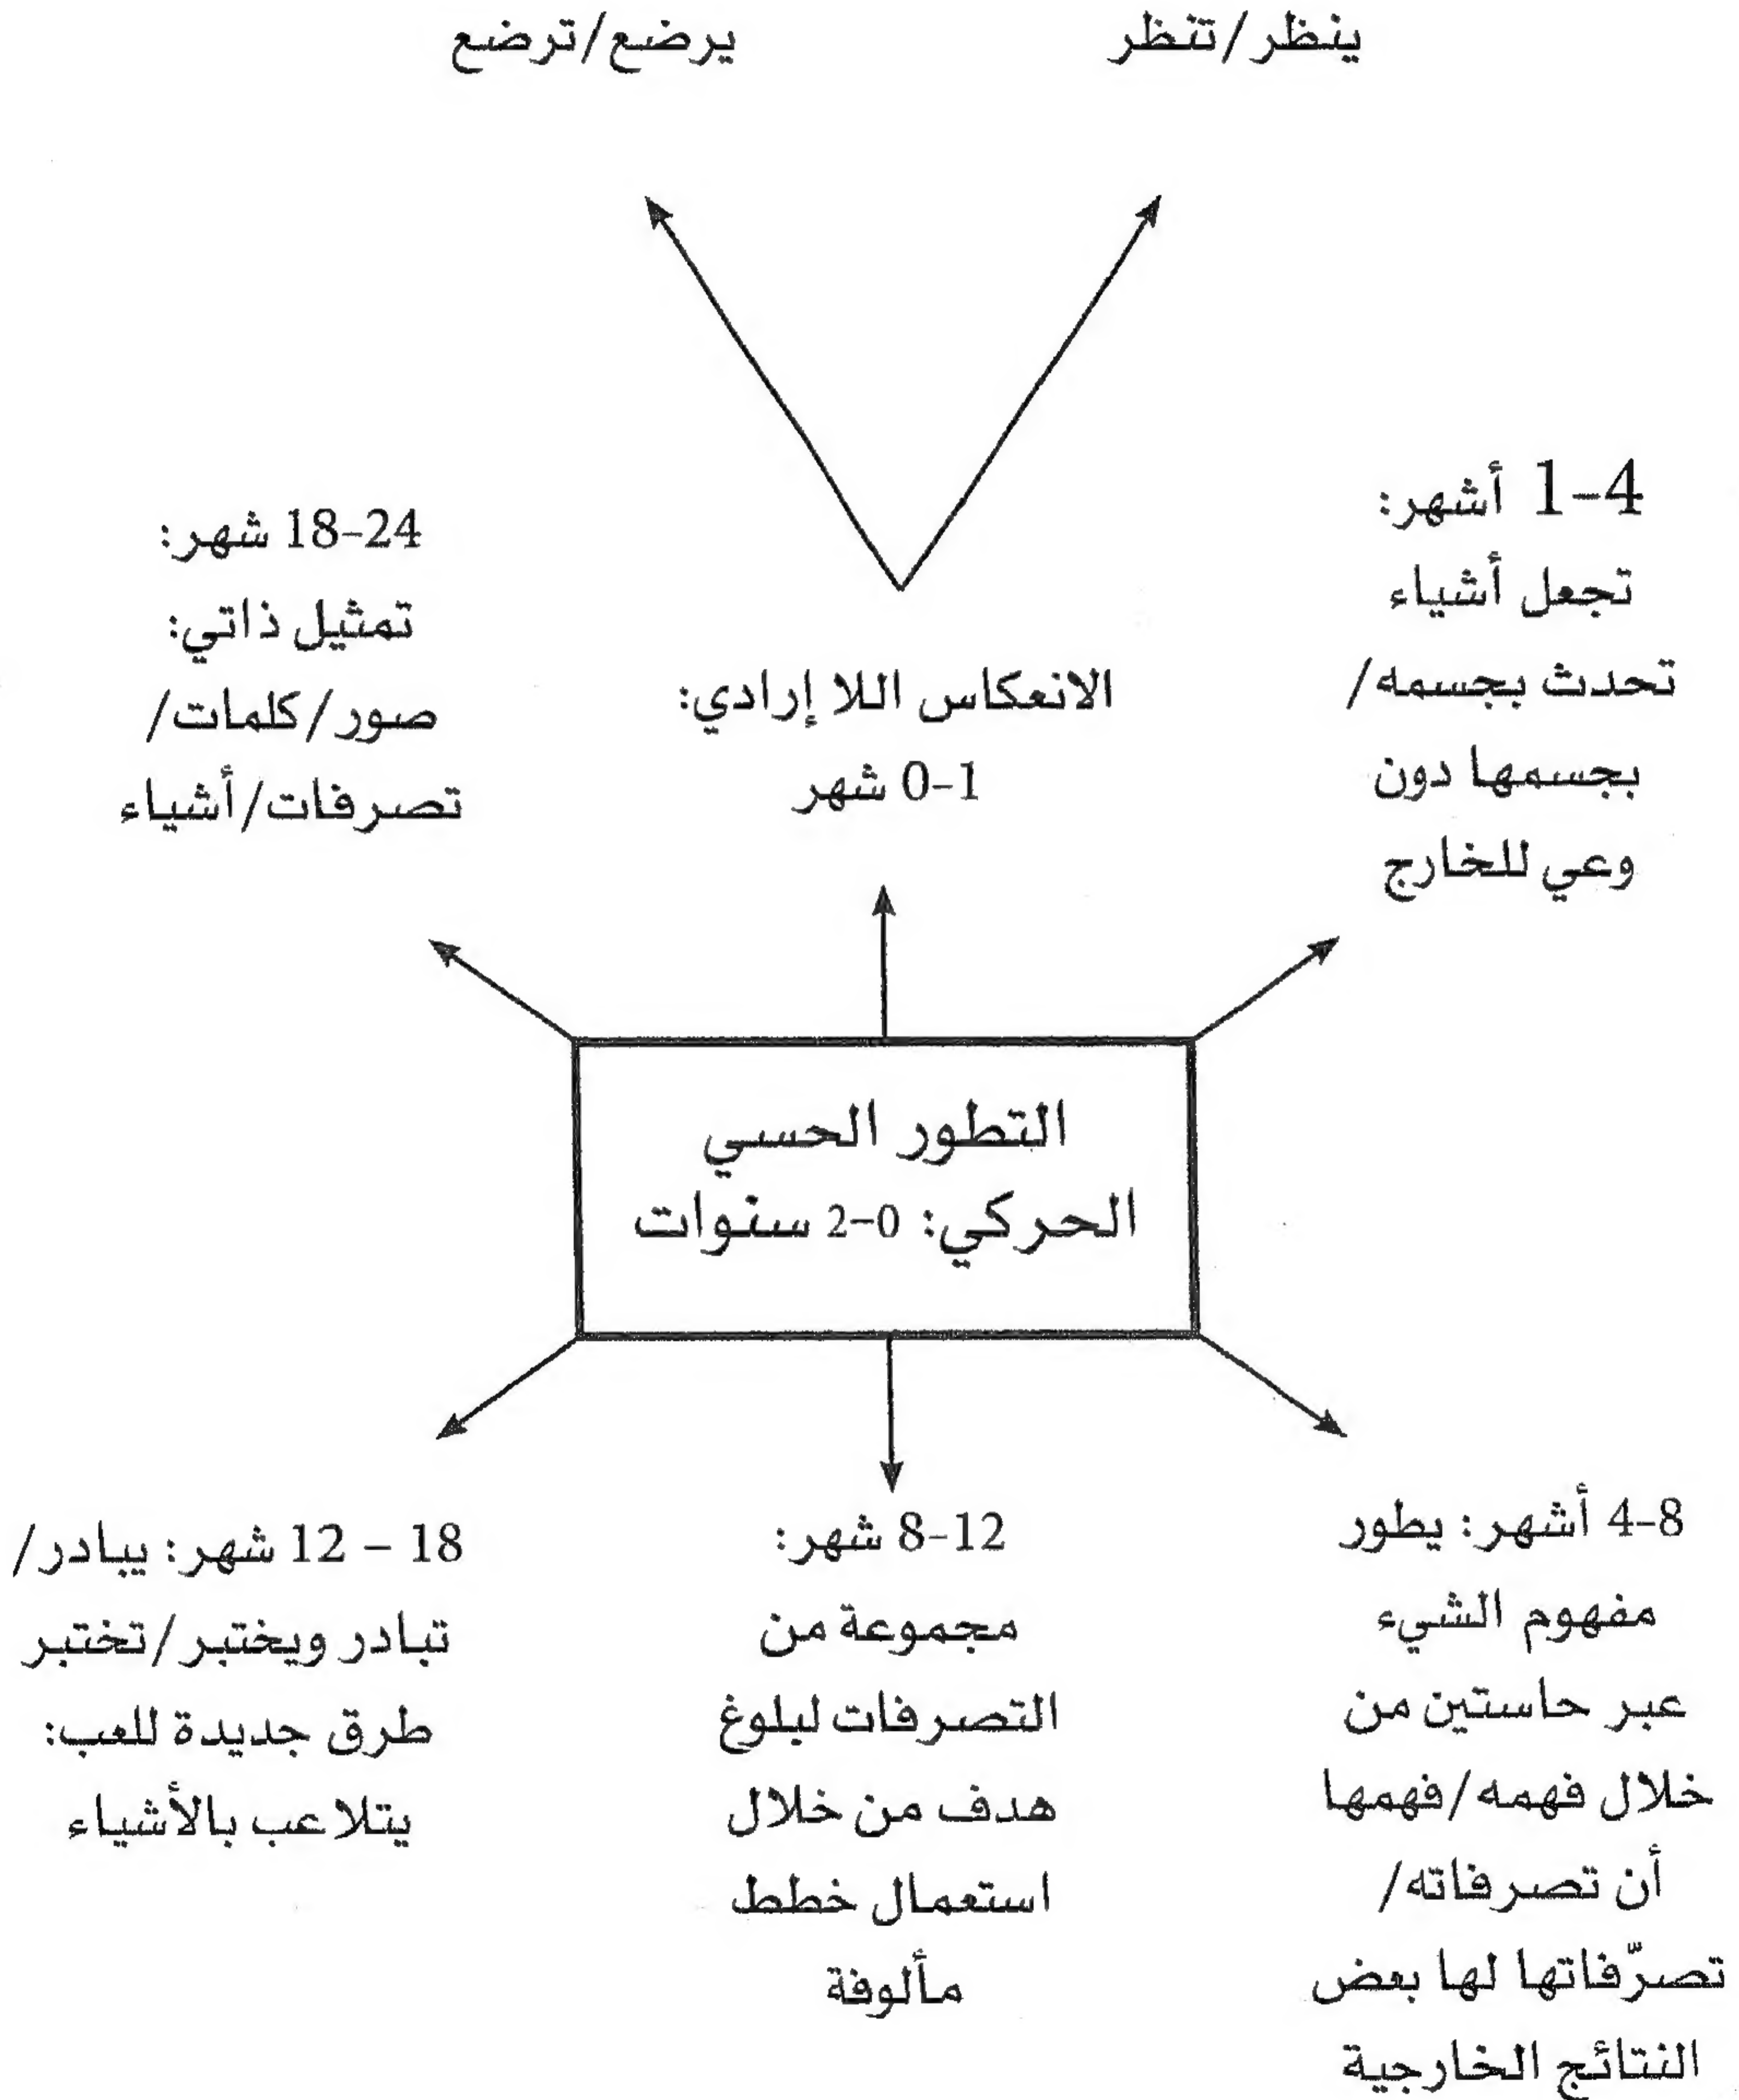 ينظر/تنظر
يرضع/ترضع
1-4 أشهر:
تجعل أشياء
تحدث بجسمه/
بجسمها دون
وعي للخارج
الانعكاس اللا إرادي:
0-1 شهر
18-24 شهر:
تمثيل ذاتي:
صور/كلمات/
تصرفات/أشياء
التطور الحسي
الحركي: 0-2 سنوات
4-8 أشهر: يطور
مفهوم الشيء
عبر حاستين من
خلال فهمه/فهمها
أن تصرفاته/
تصرّفاتها لها بعض
النتائج الخارجية
8-12 شهر:
مجموعة من
التصرفات لبلوغ
هدف من خلال
استعمال خطط
مألوفة
12 – 18 شهر: يبادر/
تبادر ويختبر/تختبر
طرق جديدة للعب:
يتلاعب بالأشياء